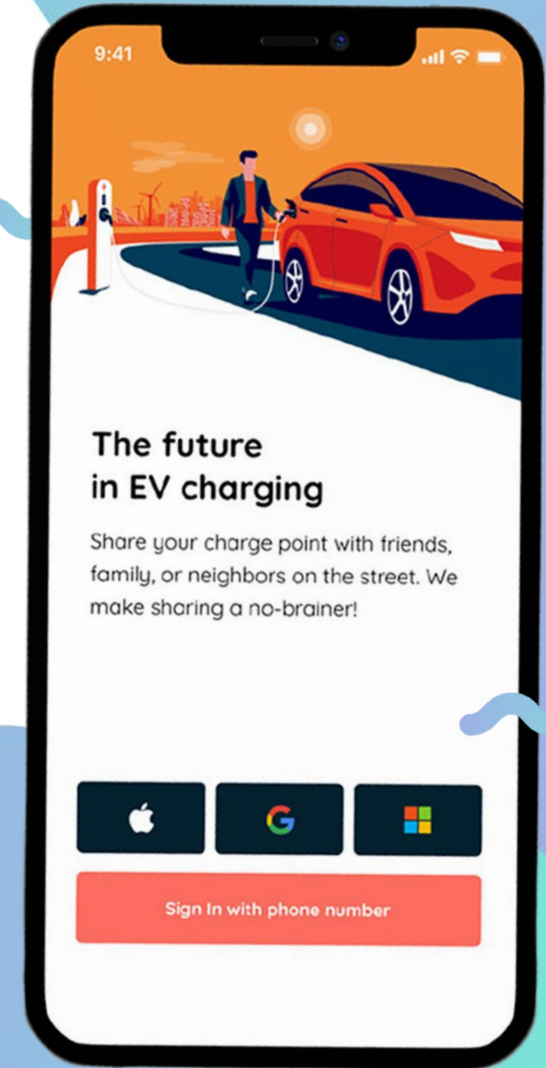 9:41
The future
in EV charging
Share your charge point with friends,
family, or neighbors on the street. We
make sharing a no-brainer!
Sign In with phone number